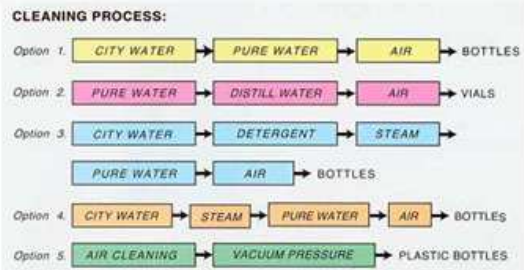 CLEANING PROCESS:
Option 1. CITY WATER PURE WATER AIR BOTTLES
Option 2. PURE WATER DISTILL WATER AIR VIALS
Option 3. CITY WATER DETERGENT STEAM
PURE WATER AIR BOTTLES
Option 4. CITY WATER STEAM PURE WATER AIR BOTTLES
Option 5. AIR CLEANING VACUUM PRESSURE PLASTIC BOTTLES